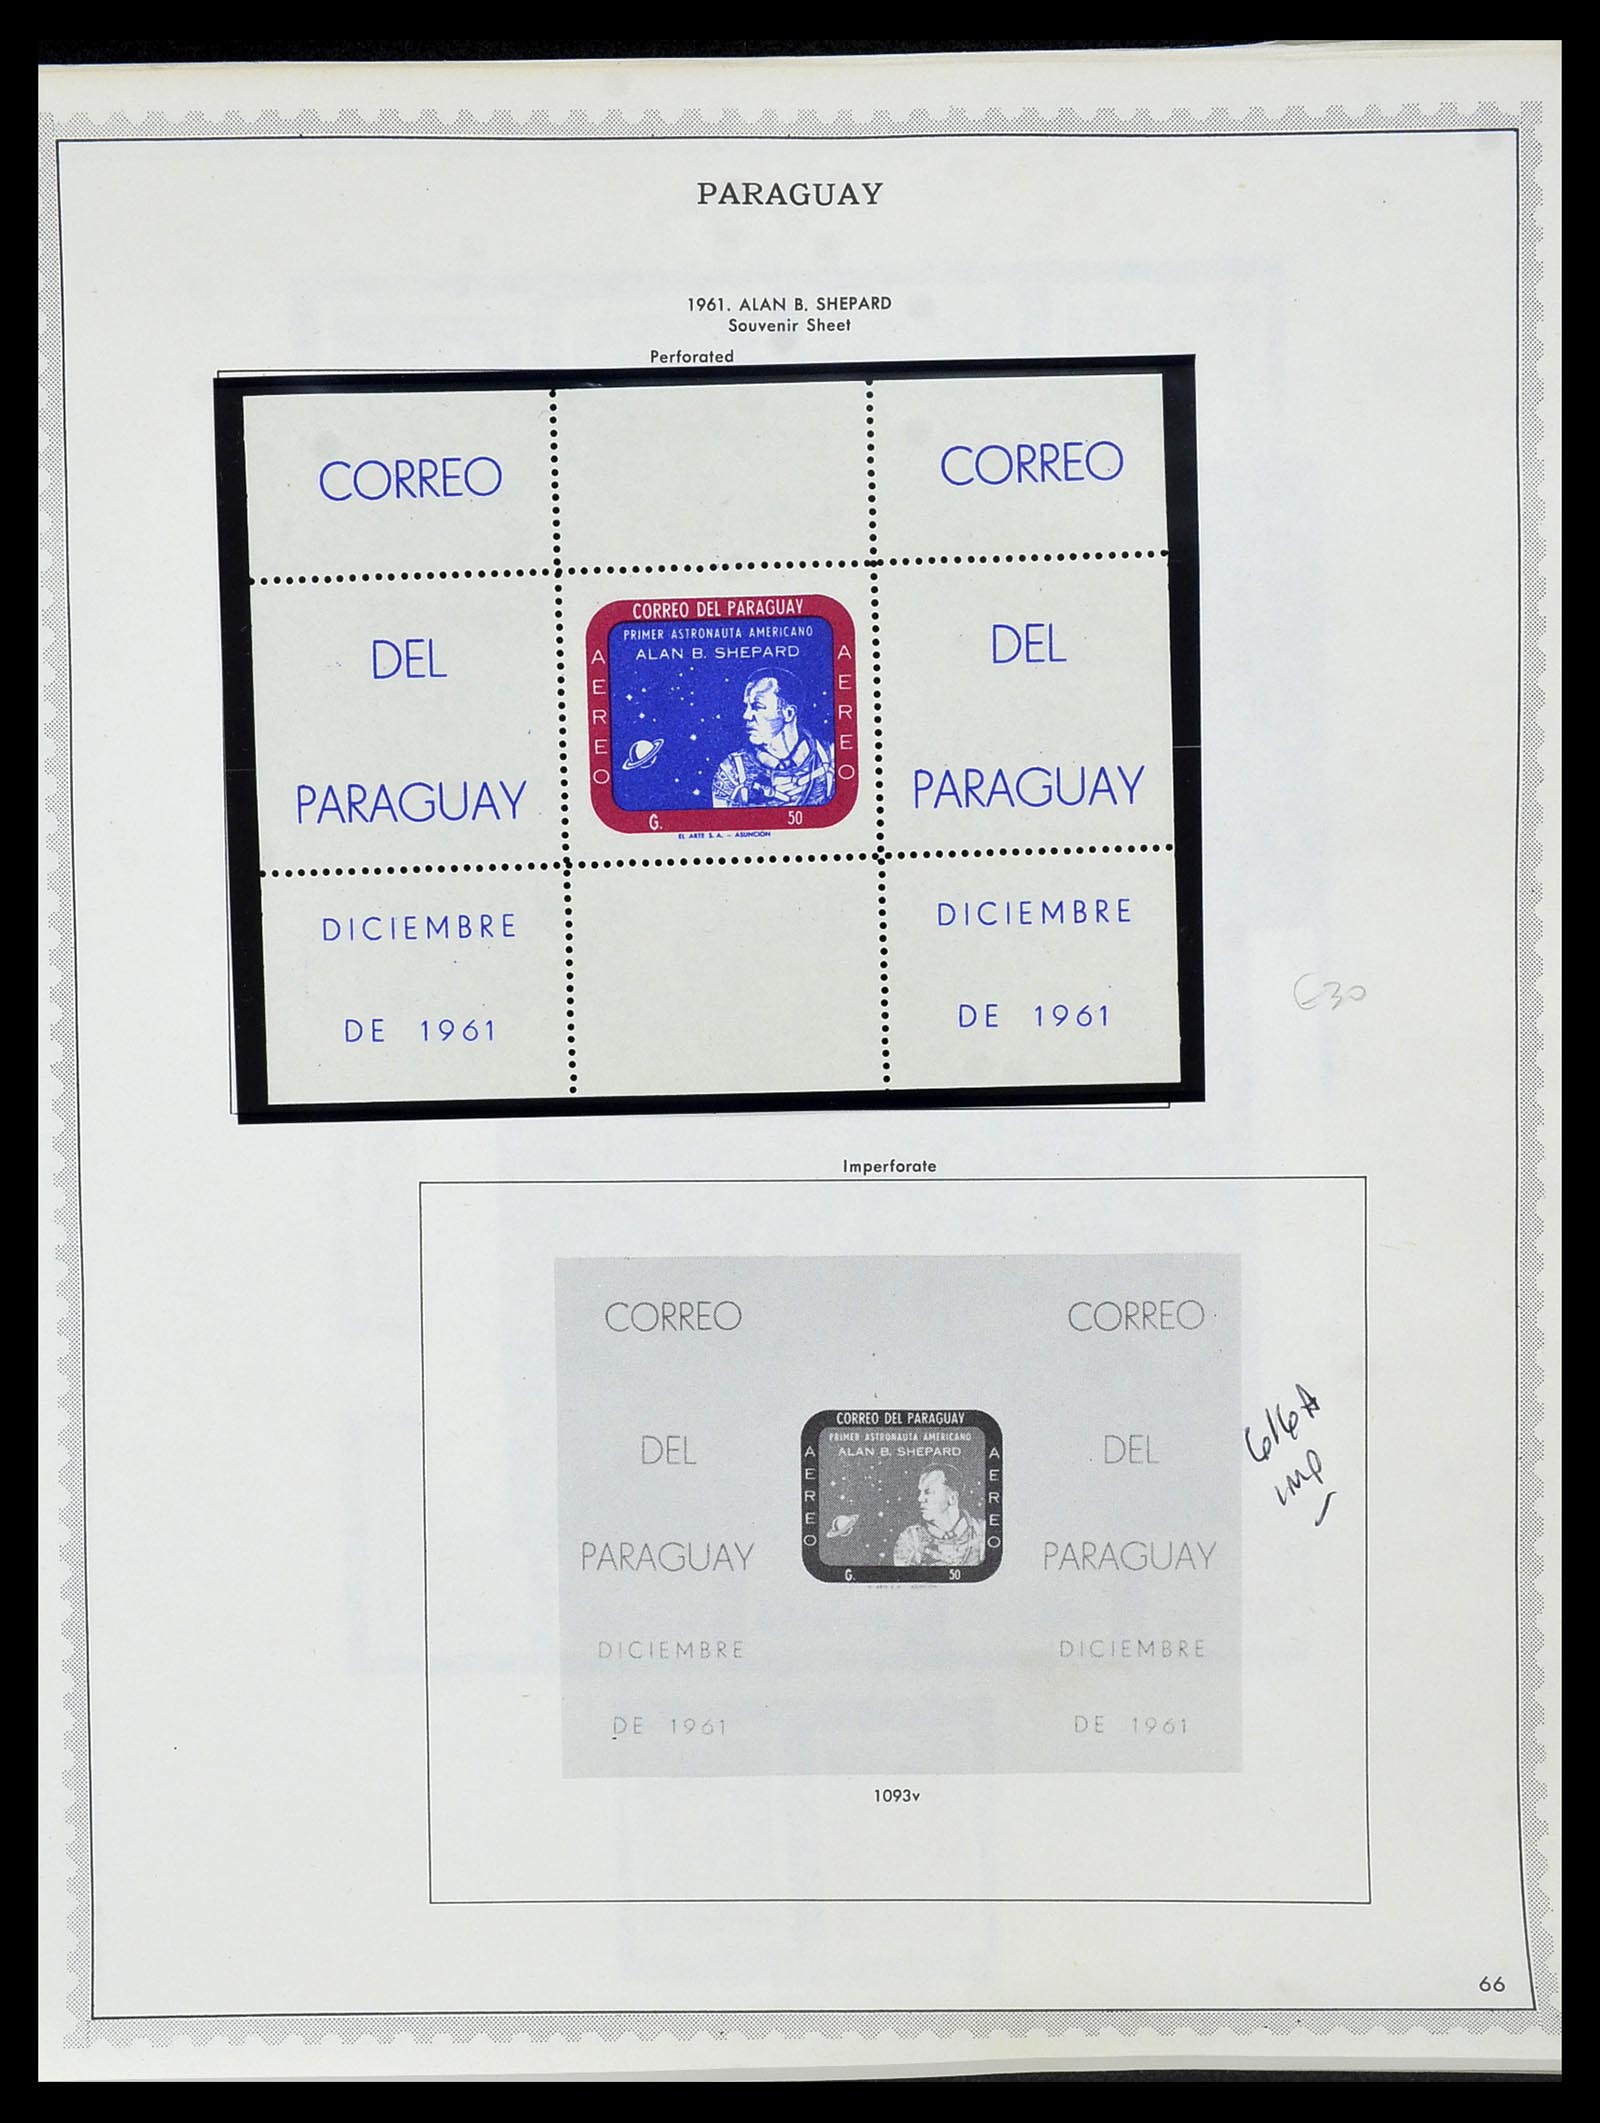 PARAGUAY
1961. ALAN B. SHEPARD
Souvenir Sheet
Perforated
CORREO
CORREO
DEL
DEL
PARAGUAY
PARAGUAY
CORREO DEL PARAGUAY
PRIMER ASTRONAUTA AMERICANO
ALAN B. SHEPARD
AEREO
AEREO
G. 50
EL ARTE S.A. - ASUNCION
DICIEMBRE
DICIEMBRE
DE 1961
DE 1961
Imperforate
CORREO
CORREO
DEL
DEL
PARAGUAY
PARAGUAY
CORREO DEL PARAGUAY
PRIMER ASTRONAUTA AMERICANO
ALAN B. SHEPARD
AEREO
AEREO
G. 50
616A
IMP
DICIEMBRE
DICIEMBRE
DE 1961
DE 1961
1093v
66